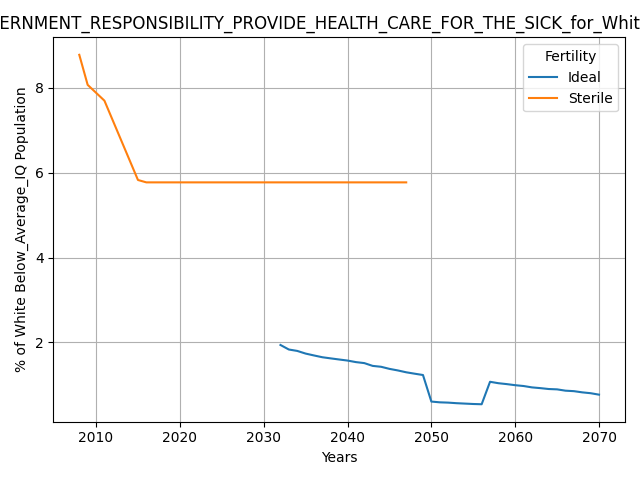 ERNMENT_RESPONSIBILITY_PROVIDE_HEALTH_CARE_FOR_THE_SICK_for_Whit
Fertility
Ideal
Sterile
% of White Below_Average_IQ Population
8
6
4
2
2010 2020 2030 2040 2050 2060 2070
Years